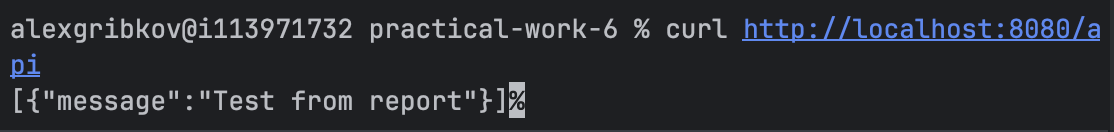 alexgribkov@i113971732 practical-work-6 % curl http://localhost:8080/a
pi
[{"message":"Test from report"}]%